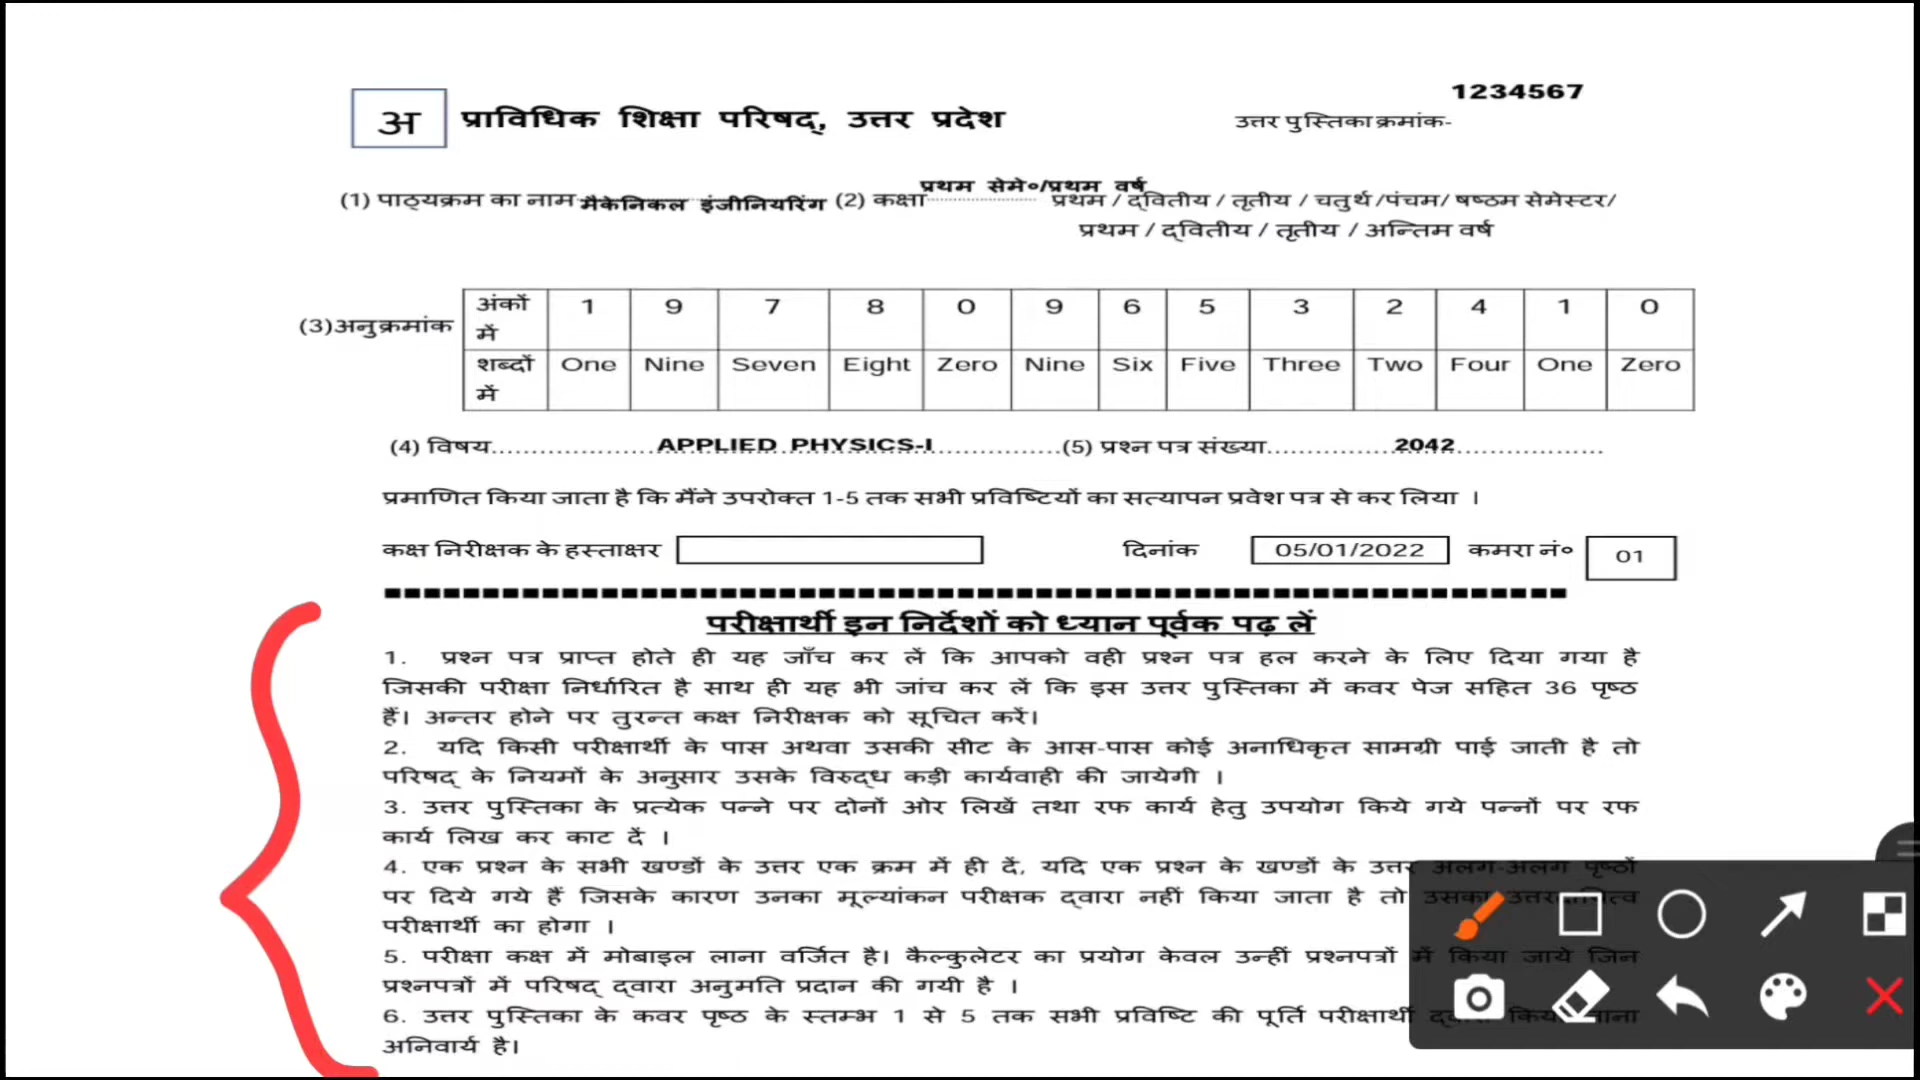 1234567
अ प्राविधिक शिक्षा परिषद्, उत्तर प्रदेश उत्तर पुस्तिका क्रमांक-
प्रथम सेमे०/प्रथम वर्ष
(1) पाठ्यक्रम का नाम मैकेनिकल इंजीनियरिंग (2) कक्षा प्रथम / द्वितीय / तृतीय / चतुर्थ /पंचम/ षष्ठम सेमेस्टर/
प्रथम / द्वितीय / तृतीय / अन्तिम वर्ष
(3)अनुक्रमांक अंकों में 1 9 7 8 0 9 6 5 3 2 4 1 0
शब्दों में One Nine Seven Eight Zero Nine Six Five Three Two Four One Zero
(4) विषय....................APPLIED PHYSICS-I................(5) प्रश्न पत्र संख्या................2042...................
प्रमाणित किया जाता है कि मैंने उपरोक्त 1-5 तक सभी प्रविष्टियों का सत्यापन प्रवेश पत्र से कर लिया ।
कक्ष निरीक्षक के हस्ताक्षर दिनांक 05/01/2022 कमरा नं० 01
परीक्षार्थी इन निर्देशों को ध्यान पूर्वक पढ़ लें
1. प्रश्न पत्र प्राप्त होते ही यह जाँच कर लें कि आपको वही प्रश्न पत्र हल करने के लिए दिया गया है
जिसकी परीक्षा निर्धारित है साथ ही यह भी जांच कर लें कि इस उत्तर पुस्तिका में कवर पेज सहित 36 पृष्ठ
हैं। अन्तर होने पर तुरन्त कक्ष निरीक्षक को सूचित करें।
2. यदि किसी परीक्षार्थी के पास अथवा उसकी सीट के आस-पास कोई अनाधिकृत सामग्री पाई जाती है तो
परिषद् के नियमों के अनुसार उसके विरुद्ध कड़ी कार्यवाही की जायेगी ।
3. उत्तर पुस्तिका के प्रत्येक पन्ने पर दोनों ओर लिखें तथा रफ कार्य हेतु उपयोग किये गये पन्नों पर रफ
कार्य लिख कर काट दें ।
4. एक प्रश्न के सभी खण्डों के उत्तर एक क्रम में ही दें, यदि एक प्रश्न के खण्डों के उत्तर अलग-अलग पृष्ठों
पर दिये गये हैं जिसके कारण उनका मूल्यांकन परीक्षक द्वारा नहीं किया जाता है तो उसका
परीक्षार्थी का होगा ।
5. परीक्षा कक्ष में मोबाइल लाना वर्जित है। कैल्कुलेटर का प्रयोग केवल उन्हीं प्रश्नपत्रों में किया जाये जिन
प्रश्नपत्रों में परिषद् द्वारा अनुमति प्रदान की गयी है ।
6. उत्तर पुस्तिका के कवर पृष्ठ के स्तम्भ 1 से 5 तक सभी प्रविष्टि की पूर्ति परीक्षार्थी
अनिवार्य है।